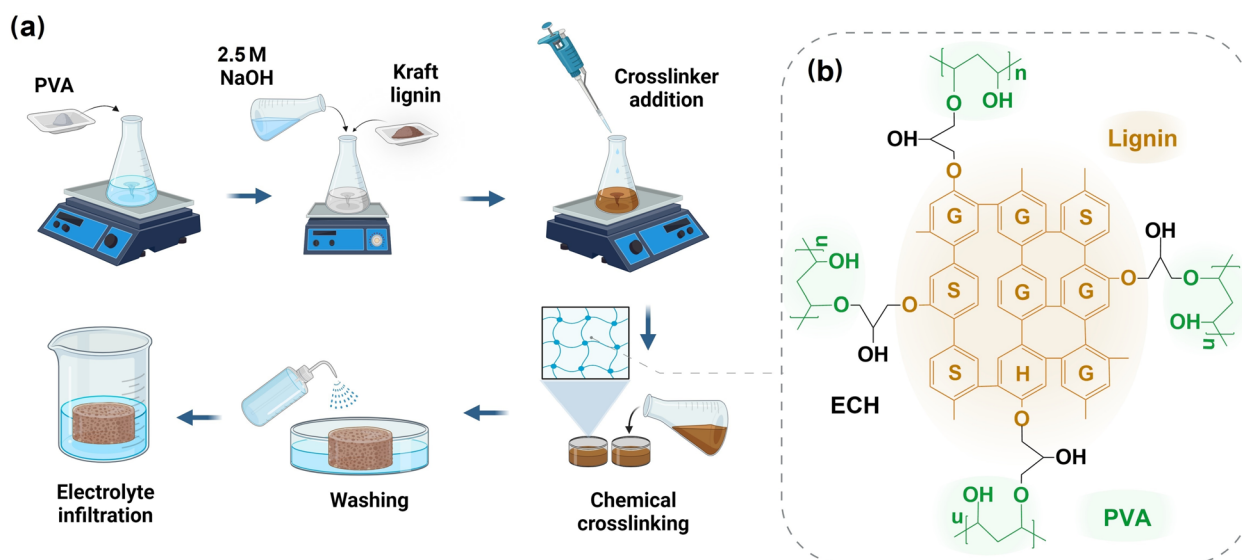 (a)
PVA
2.5 M
NaOH
Kraft
lignin
Crosslinker
addition
Electrolyte
infiltration
Washing
Chemical
crosslinking
(b)
n
OH
O
OH
Lignin
O
G
G
S
n
OH
O
OH
O
S
G
G
OH
O
O
OH
n
S
H
G
ECH
O
OH
OH
O
u
PVA